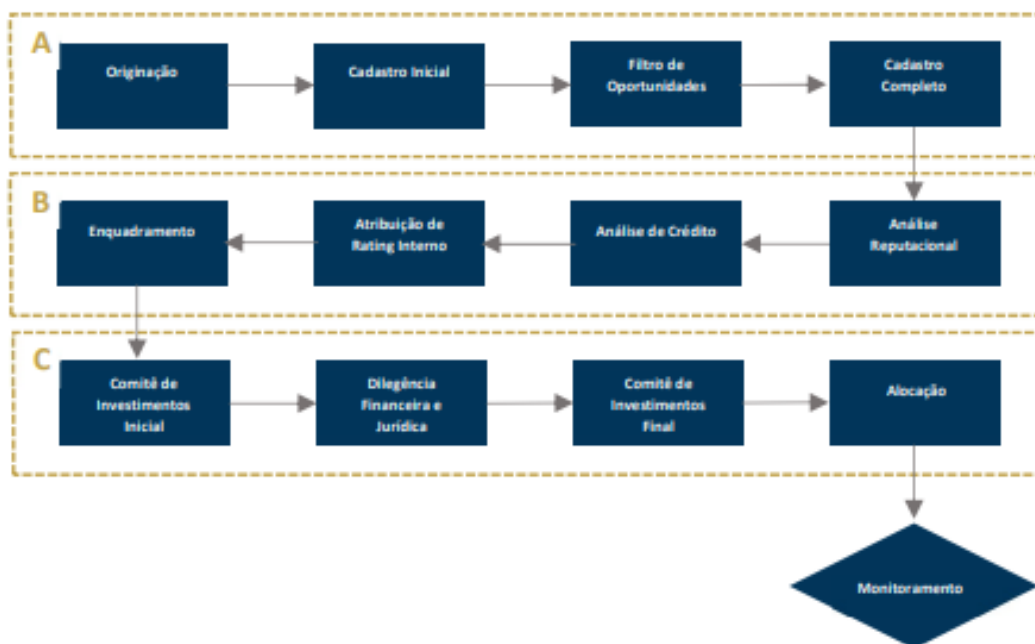 A
Originação
Cadastro Inicial
Filtro de
Oportunidades
Cadastro
Completo
B
Enquadramento
Atribuição de
Rating Interno
Análise de Crédito
Análise
Reputacional
C
Comitê de
Investimentos
Inicial
Dilegência
Financeira e
Jurídica
Comitê de
Investimentos
Final
Alocação
Monitoramento